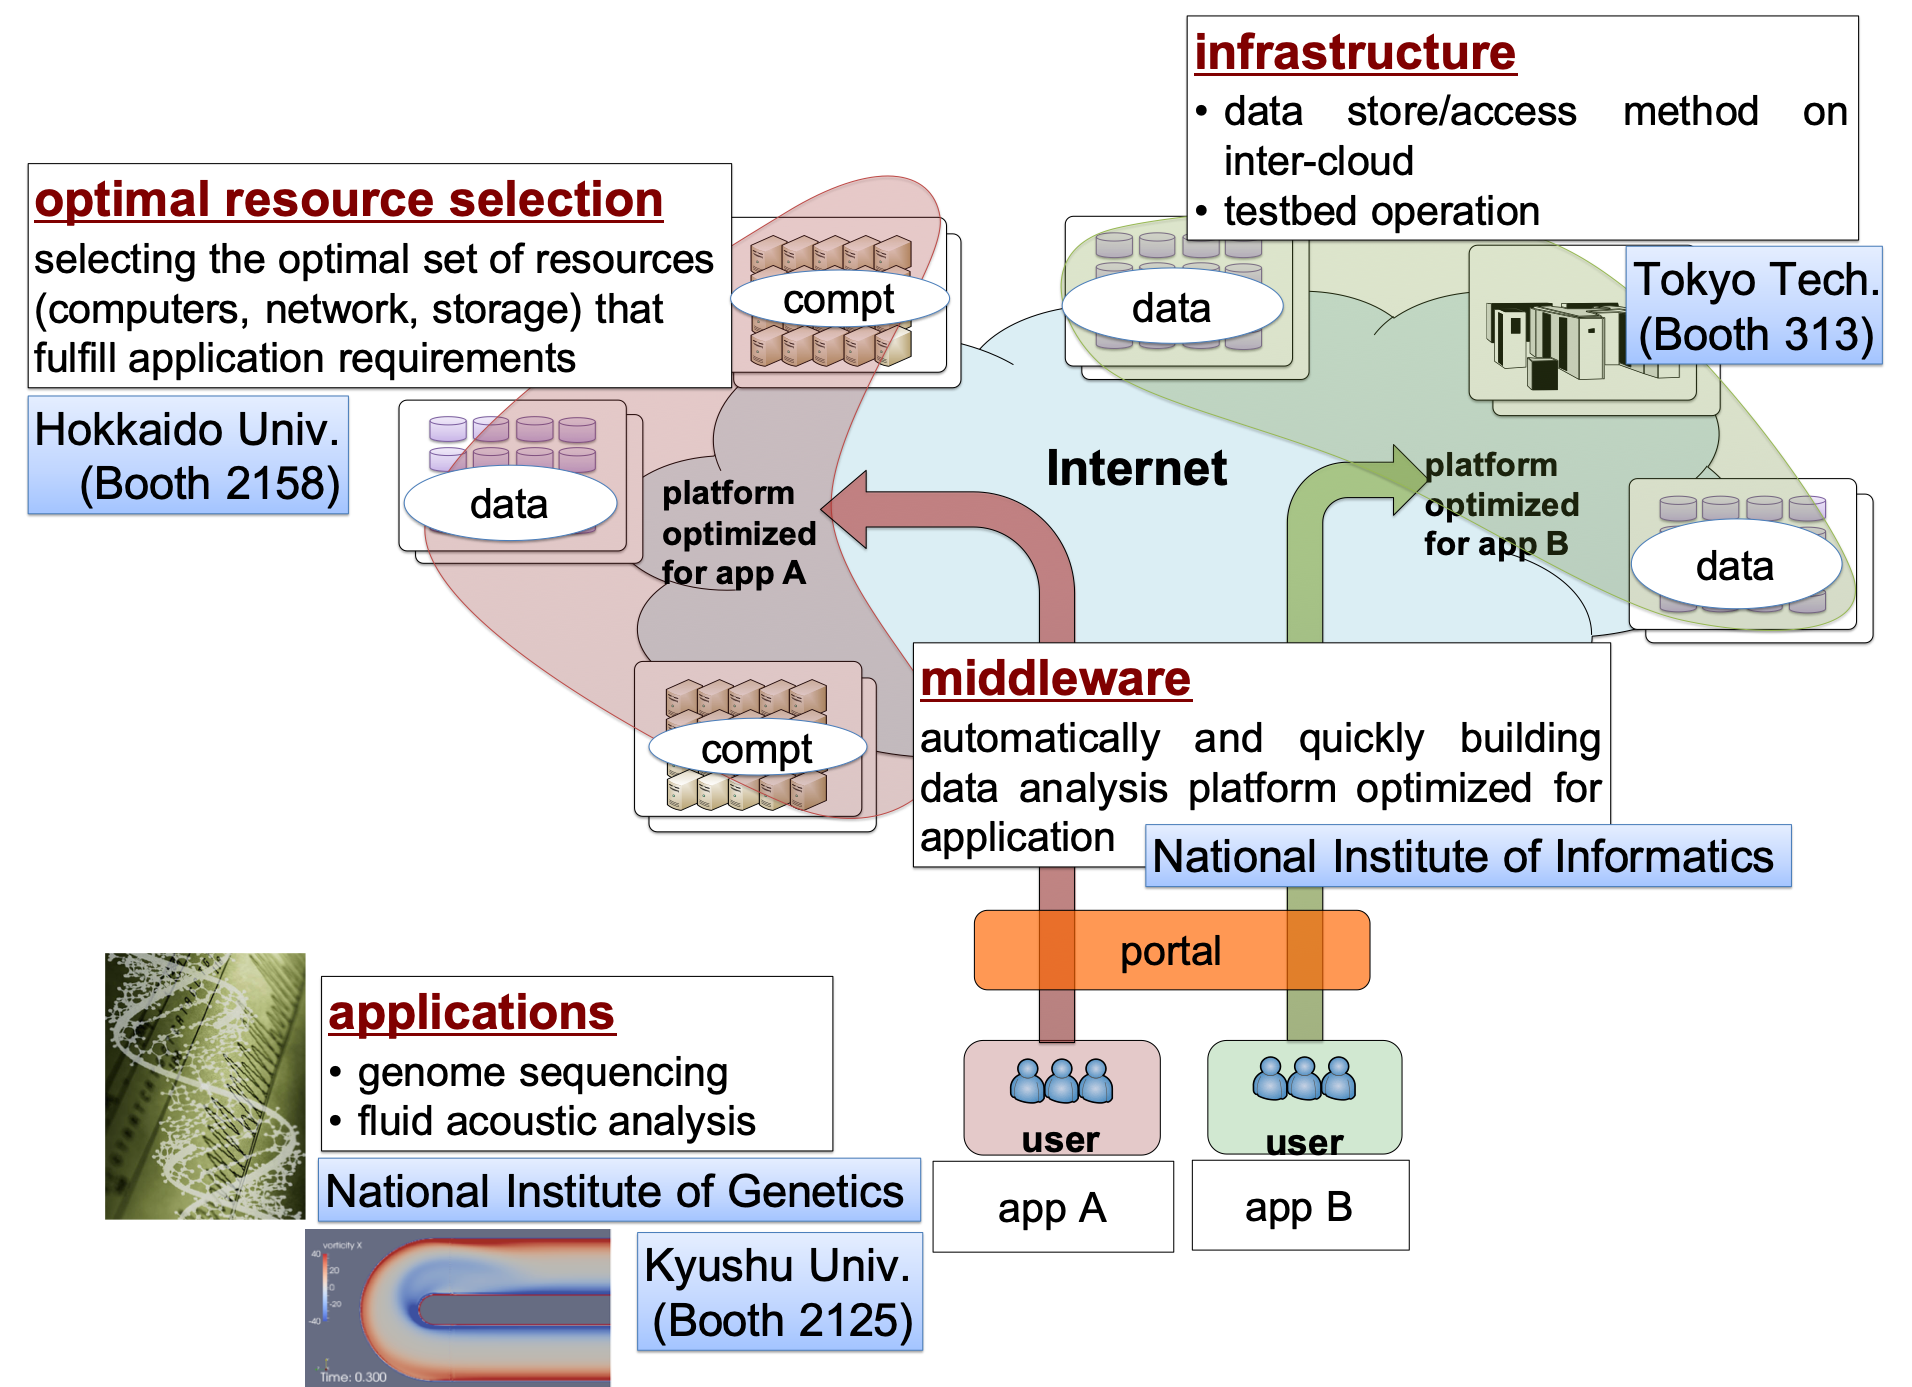 infrastructure
• data store/access method on
inter-cloud
• testbed operation
optimal resource selection
selecting the optimal set of resources
(computers, network, storage) that
fulfill application requirements
Tokyo Tech.
(Booth 313)
compt
data
Hokkaido Univ.
(Booth 2158)
data
Internet
platform
optimized
for app A
platform
optimized
for app B
data
compt
middleware
automatically and quickly building
data analysis platform optimized for
application
National Institute of Informatics
portal
applications
• genome sequencing
• fluid acoustic analysis
user
user
National Institute of Genetics
app A
app B
Kyushu Univ.
(Booth 2125)
vorticity X
40
20
0
-20
-40
Time: 0.300